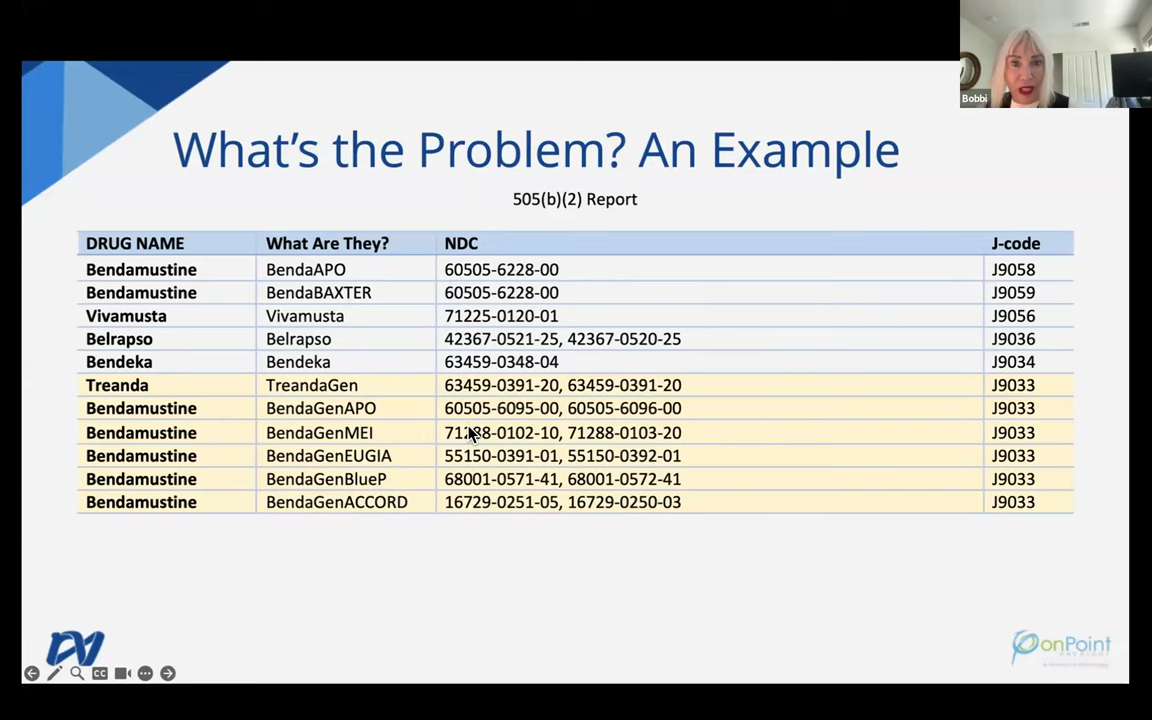 Bobbi
What's the Problem? An Example
505(b)(2) Report
DRUG NAME What Are They? NDC J-code
Bendamustine BendaAPO 60505-6228-00 J9058
Bendamustine BendaBAXTER 60505-6228-00 J9059
Vivamusta Vivamusta 71225-0120-01 J9056
Belrapso Belrapso 42367-0521-25, 42367-0520-25 J9036
Bendeka Bendeka 63459-0348-04 J9034
Treanda TreandaGen 63459-0391-20, 63459-0391-20 J9033
Bendamustine BendaGenAPO 60505-6095-00, 60505-6096-00 J9033
Bendamustine BendaGenMEI 71288-0102-10, 71288-0103-20 J9033
Bendamustine BendaGenEUGIA 55150-0391-01, 55150-0392-01 J9033
Bendamustine BendaGenBlueP 68001-0571-41, 68001-0572-41 J9033
Bendamustine BendaGenACCORD 16729-0251-05, 16729-0250-03 J9033
onPoint
CC